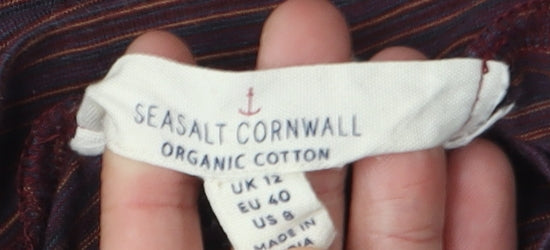 SEASALT CORNWALL
ORGANIC COTTON
UK 12
EU 40
US 8
MADE IN